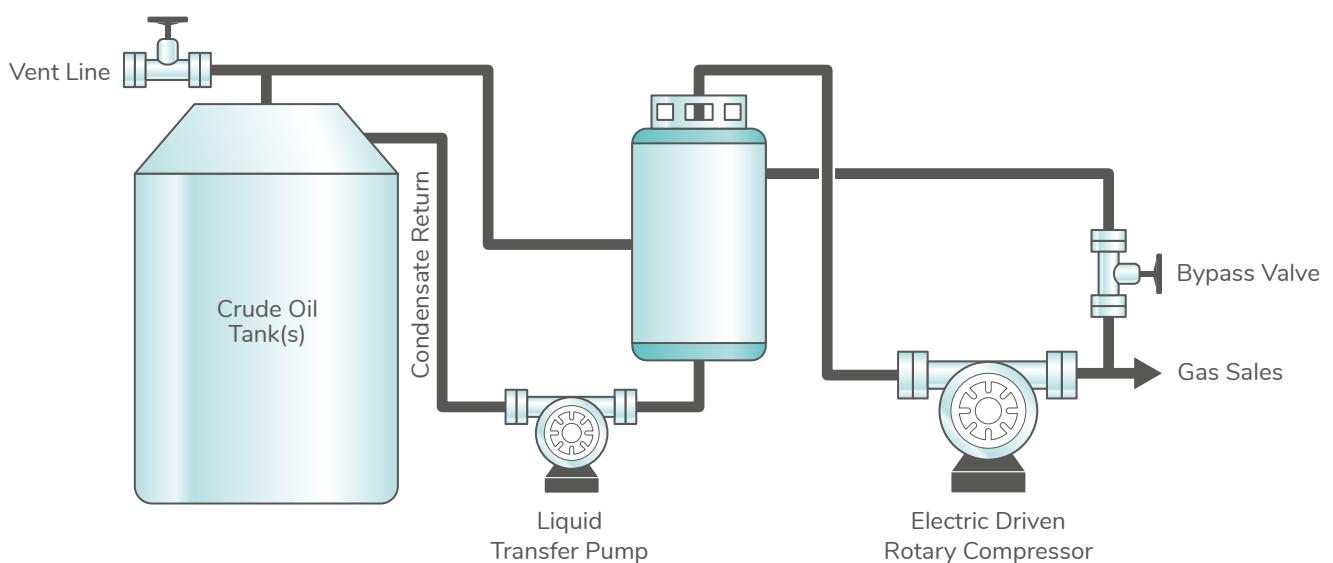 Vent Line
Condensate Return
Crude Oil
Tank(s)
Bypass Valve
Gas Sales
Liquid
Transfer Pump
Electric Driven
Rotary Compressor